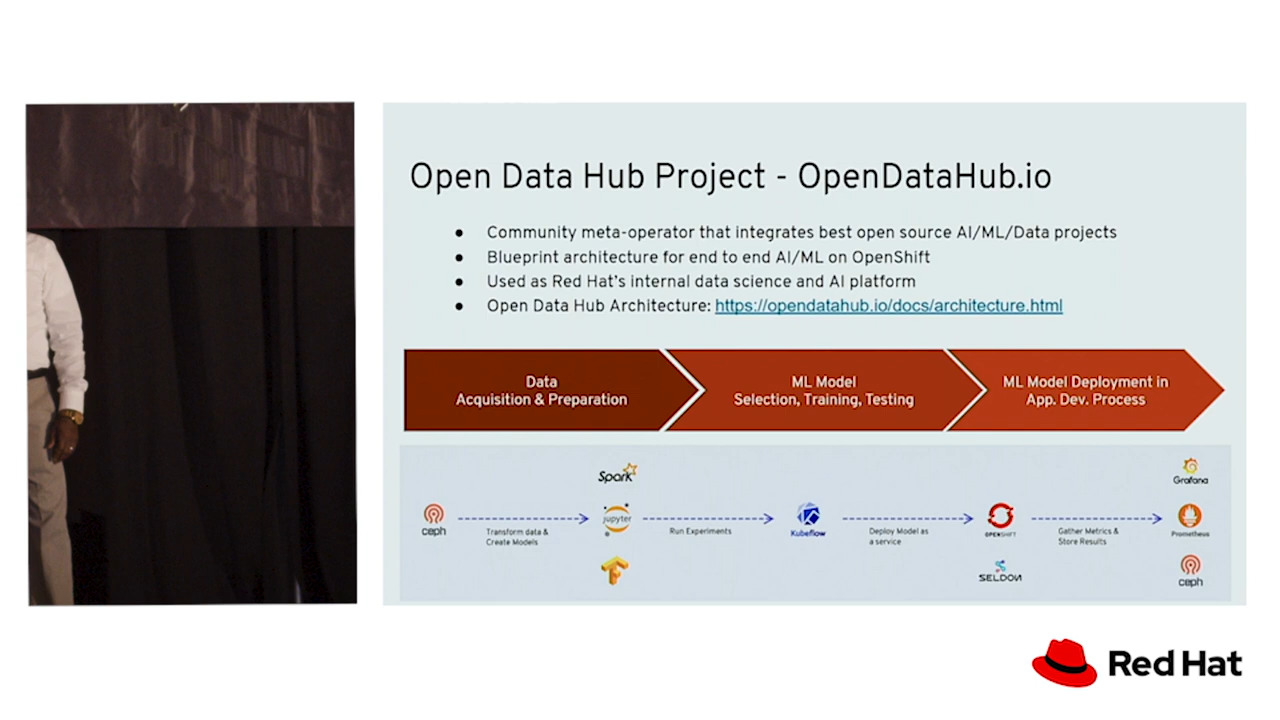 Open Data Hub Project - OpenDataHub.io
● Community meta-operator that integrates best open source AI/ML/Data projects
● Blueprint architecture for end to end AI/ML on OpenShift
● Used as Red Hat's internal data science and AI platform
● Open Data Hub Architecture: https://opendatahub.io/docs/architecture.html
Data
Acquisition & Preparation
ML Model
Selection, Training, Testing
ML Model Deployment in
App. Dev. Process
ceph
Transform data &
Create Models
Spark
jupyter
e
Run Experiments
Kubeflow
Deploy Model as
a service
OPENSHIFT
SELDON
Gather Metrics &
Store Results
Grafana
Prometheus
ceph
Red Hat